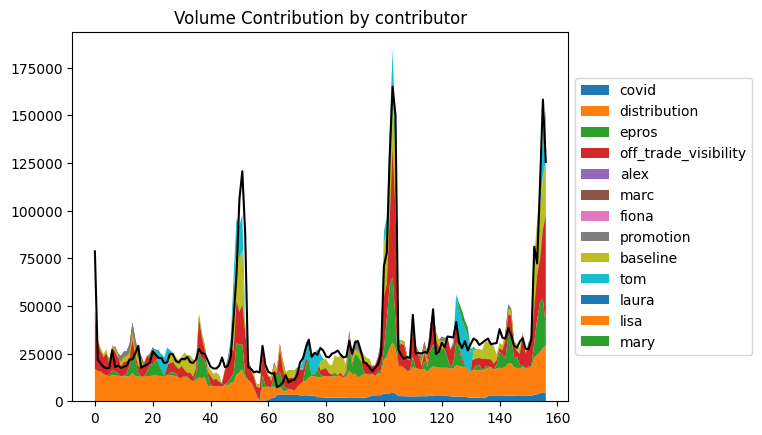 Volume Contribution by contributor
175000
150000
125000
100000
75000
50000
25000
0
0 20 40 60 80 100 120 140 160
covid
distribution
epros
off_trade_visibility
alex
marc
fiona
promotion
baseline
tom
laura
lisa
mary